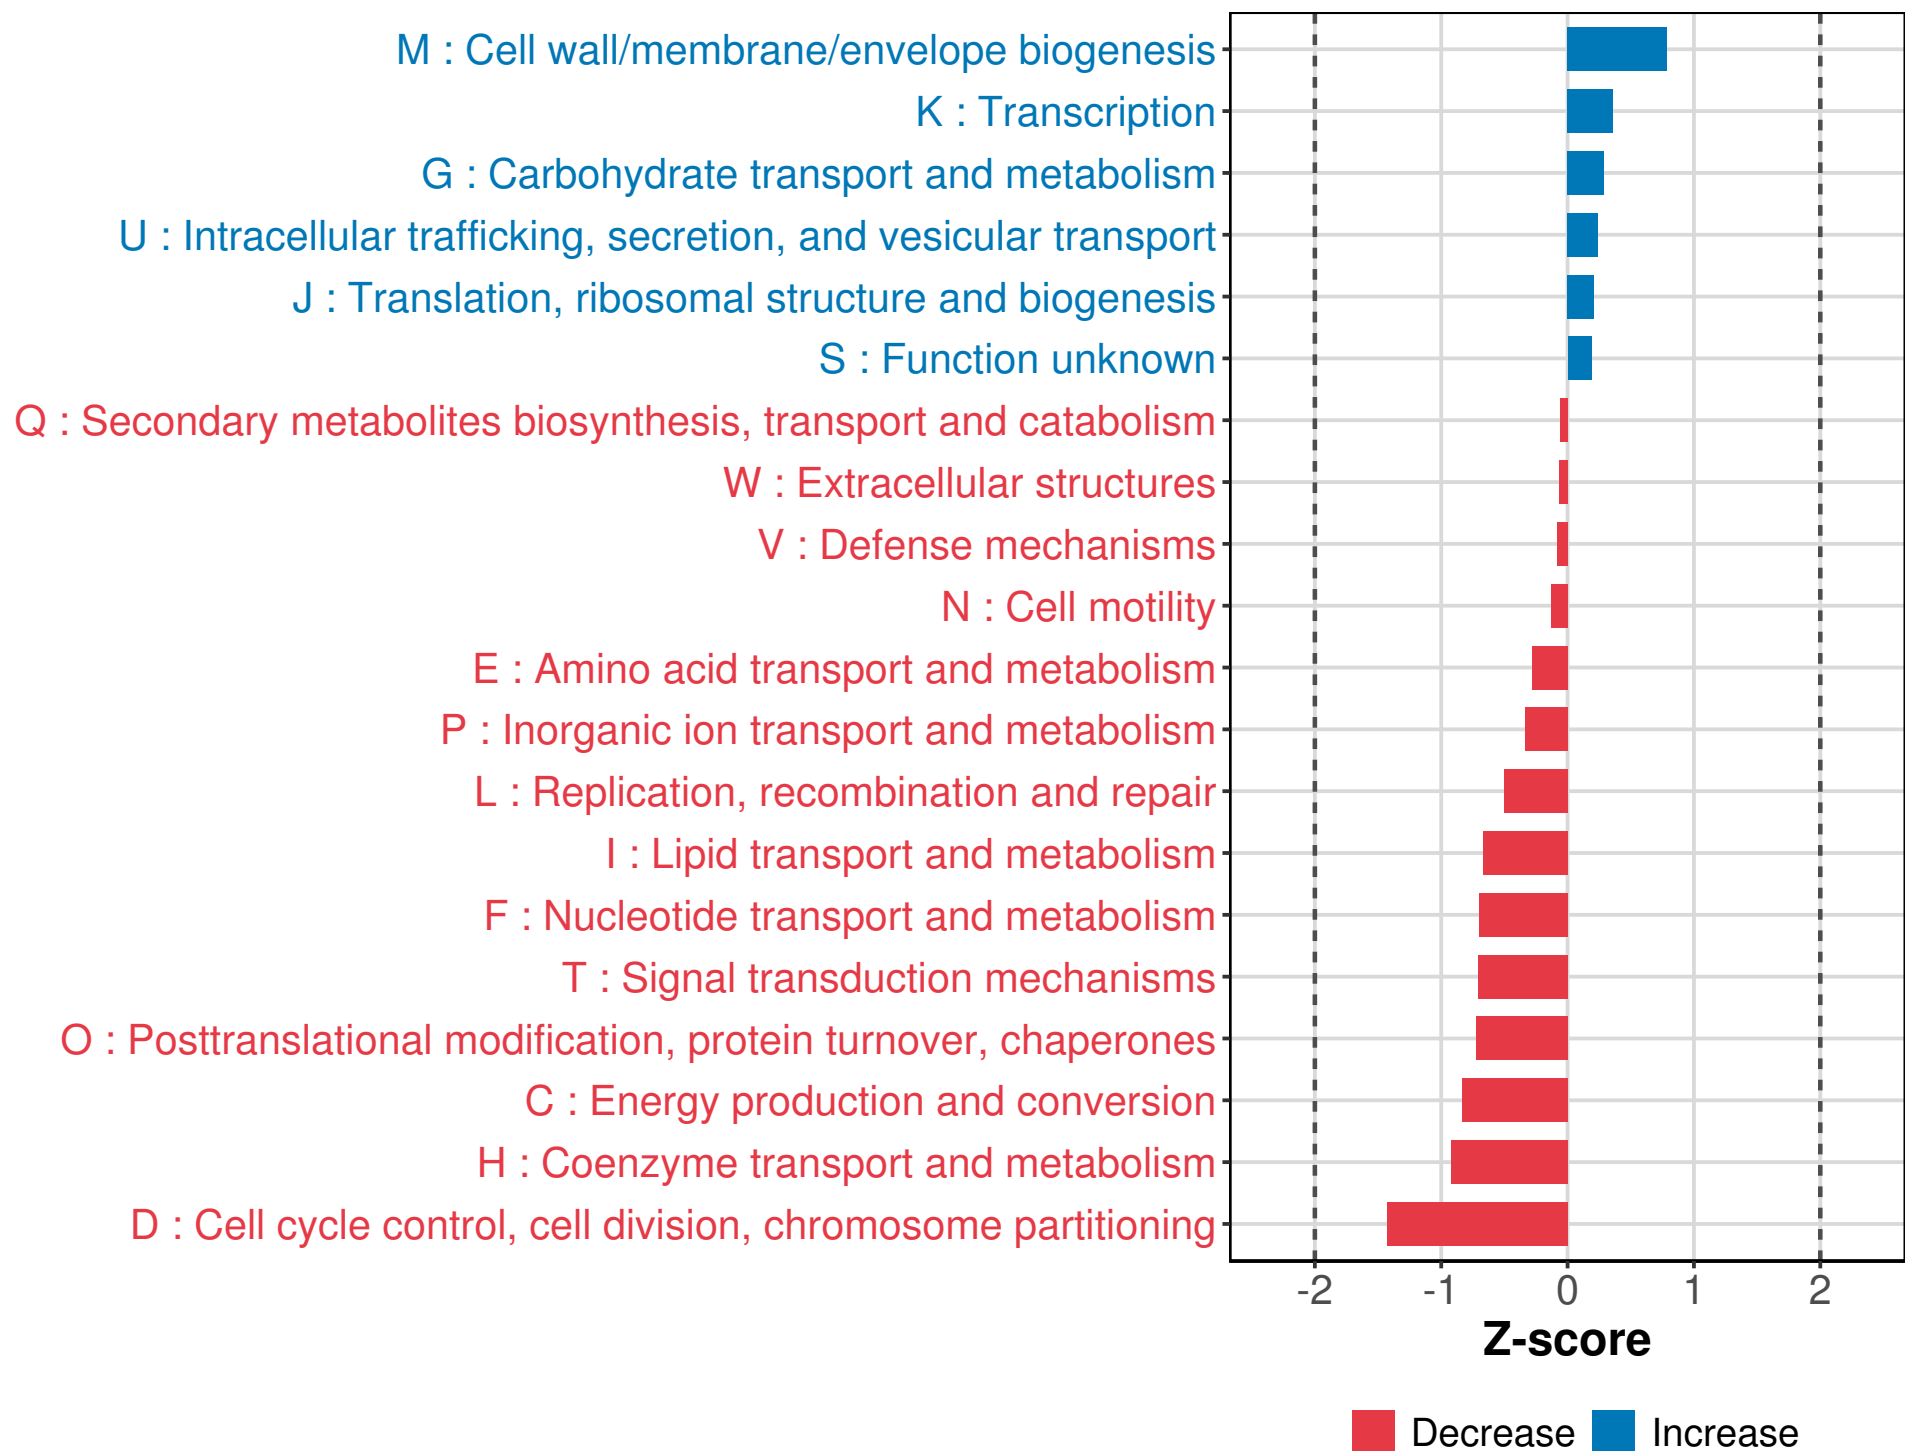 M : Cell wall/membrane/envelope biogenesis
K : Transcription
G : Carbohydrate transport and metabolism
U : Intracellular trafficking, secretion, and vesicular transport
J : Translation, ribosomal structure and biogenesis
S : Function unknown
Q : Secondary metabolites biosynthesis, transport and catabolism
W : Extracellular structures
V : Defense mechanisms
N : Cell motility
E : Amino acid transport and metabolism
P : Inorganic ion transport and metabolism
L : Replication, recombination and repair
I : Lipid transport and metabolism
F : Nucleotide transport and metabolism
T : Signal transduction mechanisms
O : Posttranslational modification, protein turnover, chaperones
C : Energy production and conversion
H : Coenzyme transport and metabolism
D : Cell cycle control, cell division, chromosome partitioning
-2 -1 0 1 2
Z-score
Decrease Increase